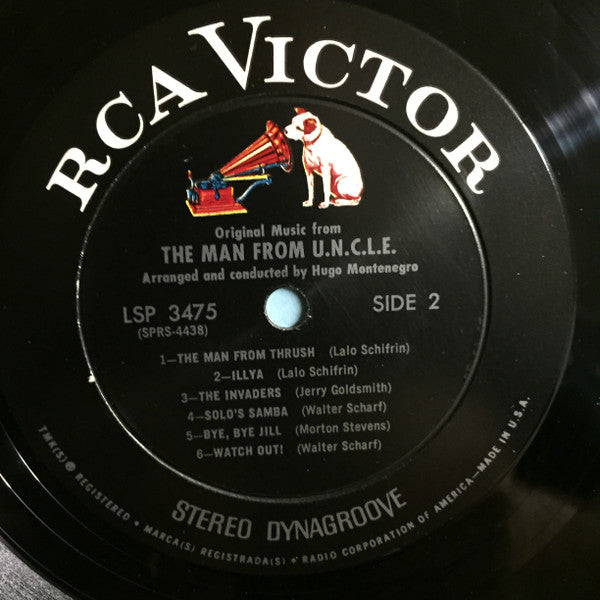 RCA VICTOR
Original Music from
THE MAN FROM U.N.C.L.E.
Arranged and conducted by Hugo Montenegro
LSP 3475
(SPRS-4438)
SIDE 2
1—THE MAN FROM THRUSH (Lalo Schifrin)
2—ILLYA (Lalo Schifrin)
3—THE INVADERS (Jerry Goldsmith)
4—SOLO'S SAMBA (Walter Scharf)
5—BYE, BYE JILL (Morton Stevens)
6—WATCH OUT! (Walter Scharf)
STEREO DYNAGROOVE
TMK(S) ® REGISTERED • MARCA(S) REGISTRADA(S) • RADIO CORPORATION OF AMERICA—MADE IN U.S.A.